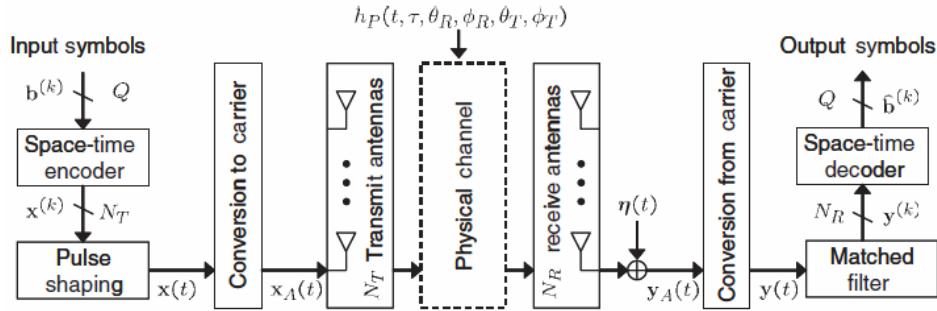 h_P(t, τ, θ_R, ϕ_R, θ_T, ϕ_T)
Input symbols
b^(k) Q
Space-time
encoder
x^(k) N_T
Pulse
shaping
x(t)
Conversion to carrier
x_A(t)
N_T Transmit antennas
Physical channel
N_R receive antennas
η(t)
y_A(t)
Conversion from carrier
y(t)
Output symbols
Q b̂^(k)
Space-time
decoder
N_R y^(k)
Matched
filter